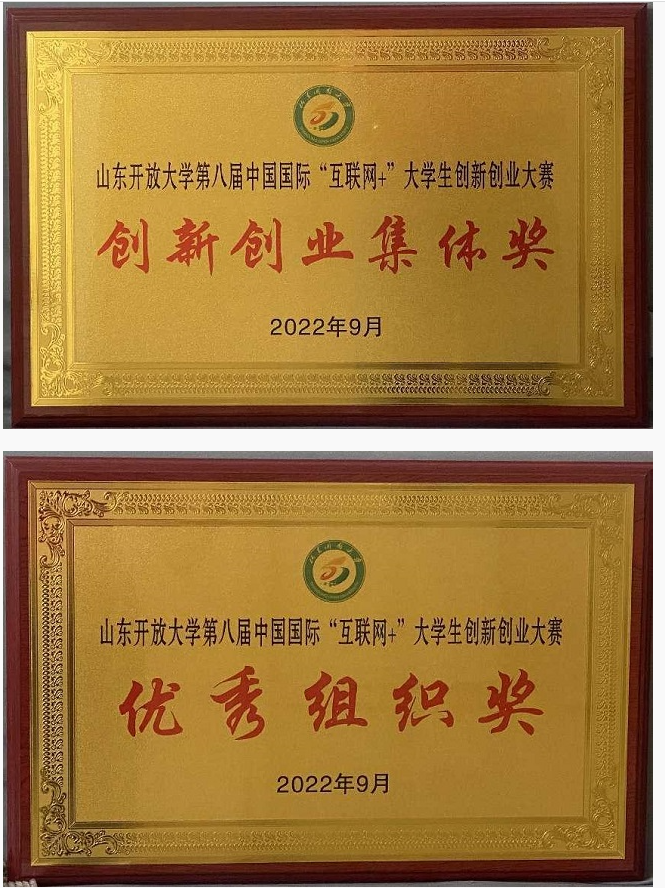 山东开放大学第八届中国国际“互联网+”大学生创新创业大赛
创新创业集体奖
2022年9月
山东开放大学第八届中国国际“互联网+”大学生创新创业大赛
优秀组织奖
2022年9月